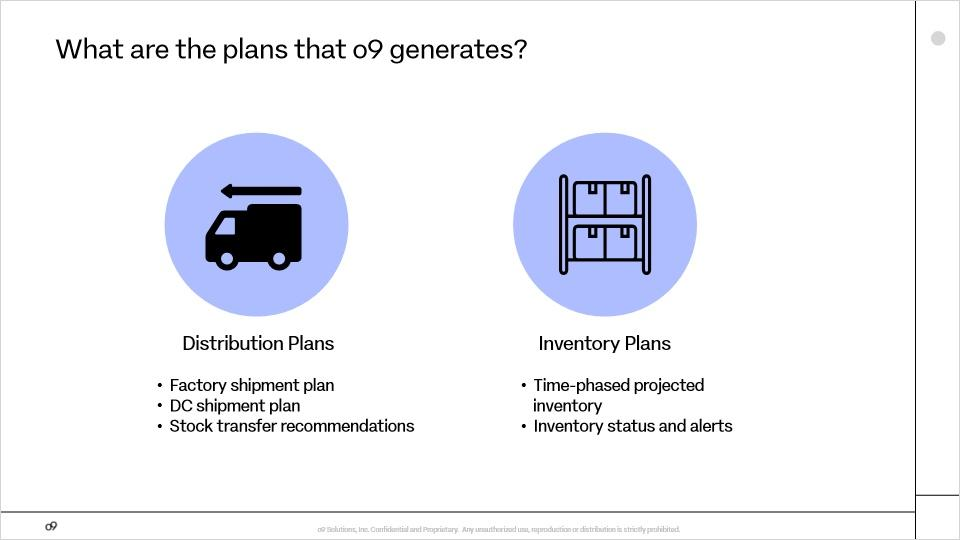 What are the plans that o9 generates?
Distribution Plans
• Factory shipment plan
• DC shipment plan
• Stock transfer recommendations
Inventory Plans
• Time-phased projected
inventory
• Inventory status and alerts
o9
o9 Solutions, Inc. Confidential and Proprietary. Any unauthorized use, reproduction or distribution is strictly prohibited.